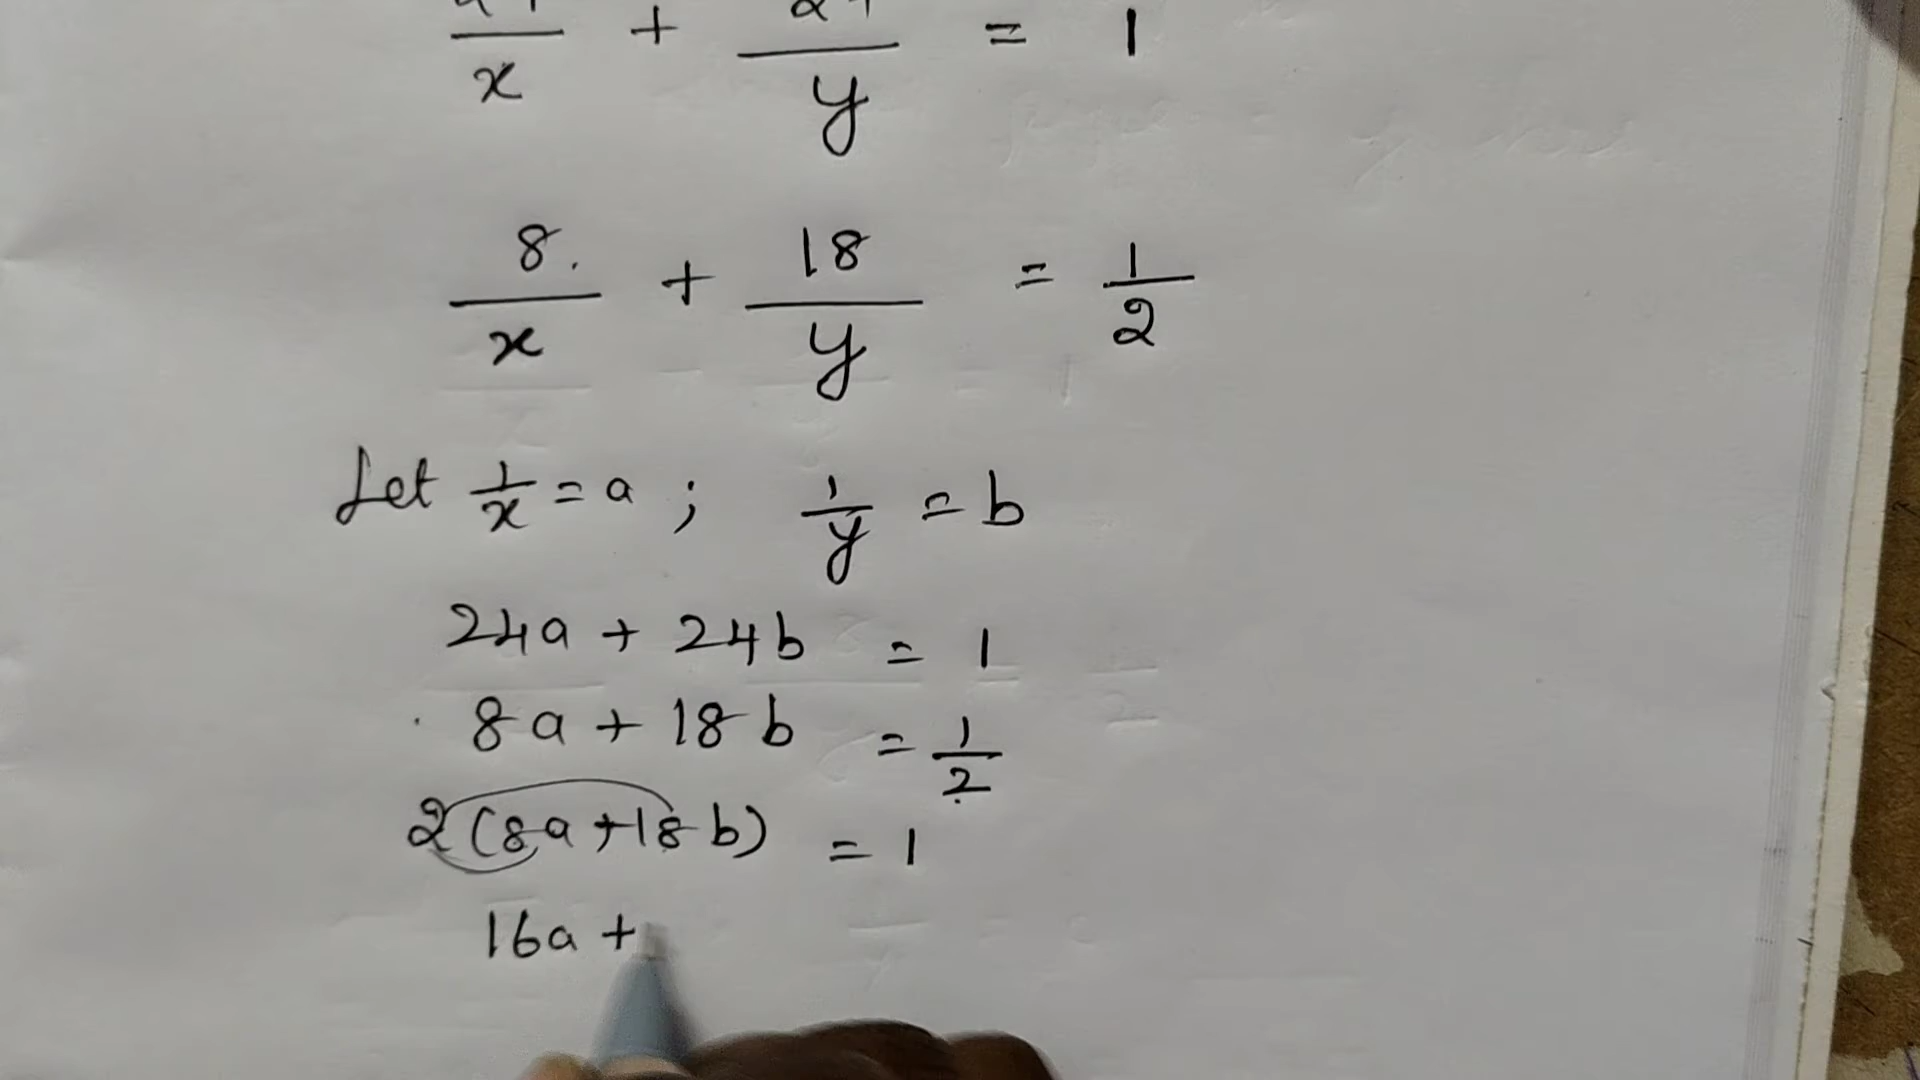 /x + /y = 1
8/x + 18/y = 1/2
Let 1/x = a ; 1/y = b
24a + 24b = 1
8a + 18b = 1/2
2(8a+18b) = 1
16a +